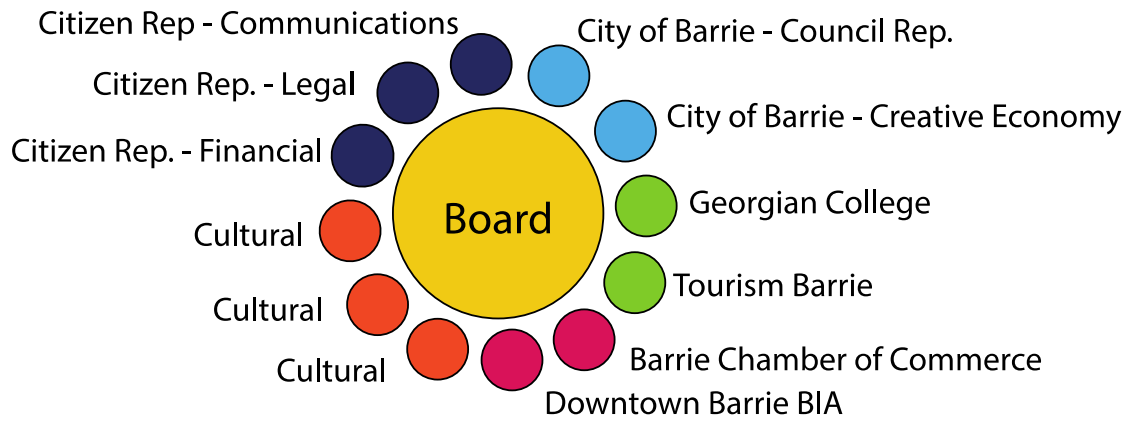 Citizen Rep - Communications
City of Barrie - Council Rep.
Citizen Rep. - Legal
City of Barrie - Creative Economy
Citizen Rep. - Financial
Georgian College
Board
Cultural
Tourism Barrie
Cultural
Barrie Chamber of Commerce
Cultural
Downtown Barrie BIA